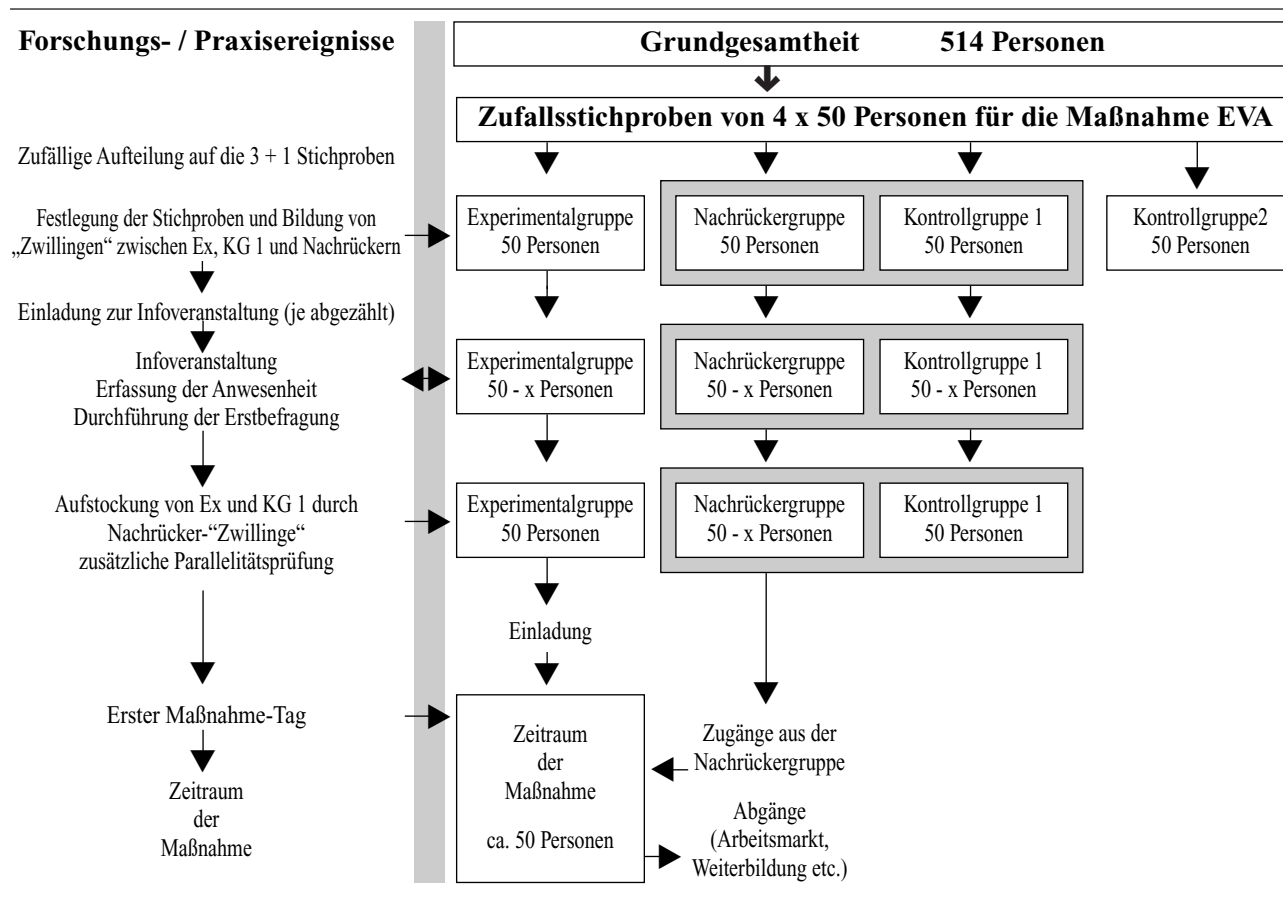 Forschungs- / Praxisereignisse
Grundgesamtheit 514 Personen
Zufallsstichproben von 4 x 50 Personen für die Maßnahme EVA
Zufällige Aufteilung auf die 3 + 1 Stichproben
Festlegung der Stichproben und Bildung von
„Zwillingen“ zwischen Ex, KG 1 und Nachrückern
Experimentalgruppe
50 Personen
Nachrückergruppe
50 Personen
Kontrollgruppe 1
50 Personen
Kontrollgruppe2
50 Personen
Einladung zur Infoveranstaltung (je abgezählt)
Infoveranstaltung
Erfassung der Anwesenheit
Durchführung der Erstbefragung
Experimentalgruppe
50 - x Personen
Nachrückergruppe
50 - x Personen
Kontrollgruppe 1
50 - x Personen
Aufstockung von Ex und KG 1 durch
Nachrücker-“Zwillinge“
zusätzliche Parallelitätsprüfung
Experimentalgruppe
50 Personen
Nachrückergruppe
50 - x Personen
Kontrollgruppe 1
50 Personen
Einladung
Erster Maßnahme-Tag
Zeitraum
der
Maßnahme
Zeitraum
der
Maßnahme
ca. 50 Personen
Zugänge aus der
Nachrückergruppe
Abgänge
(Arbeitsmarkt,
Weiterbildung etc.)